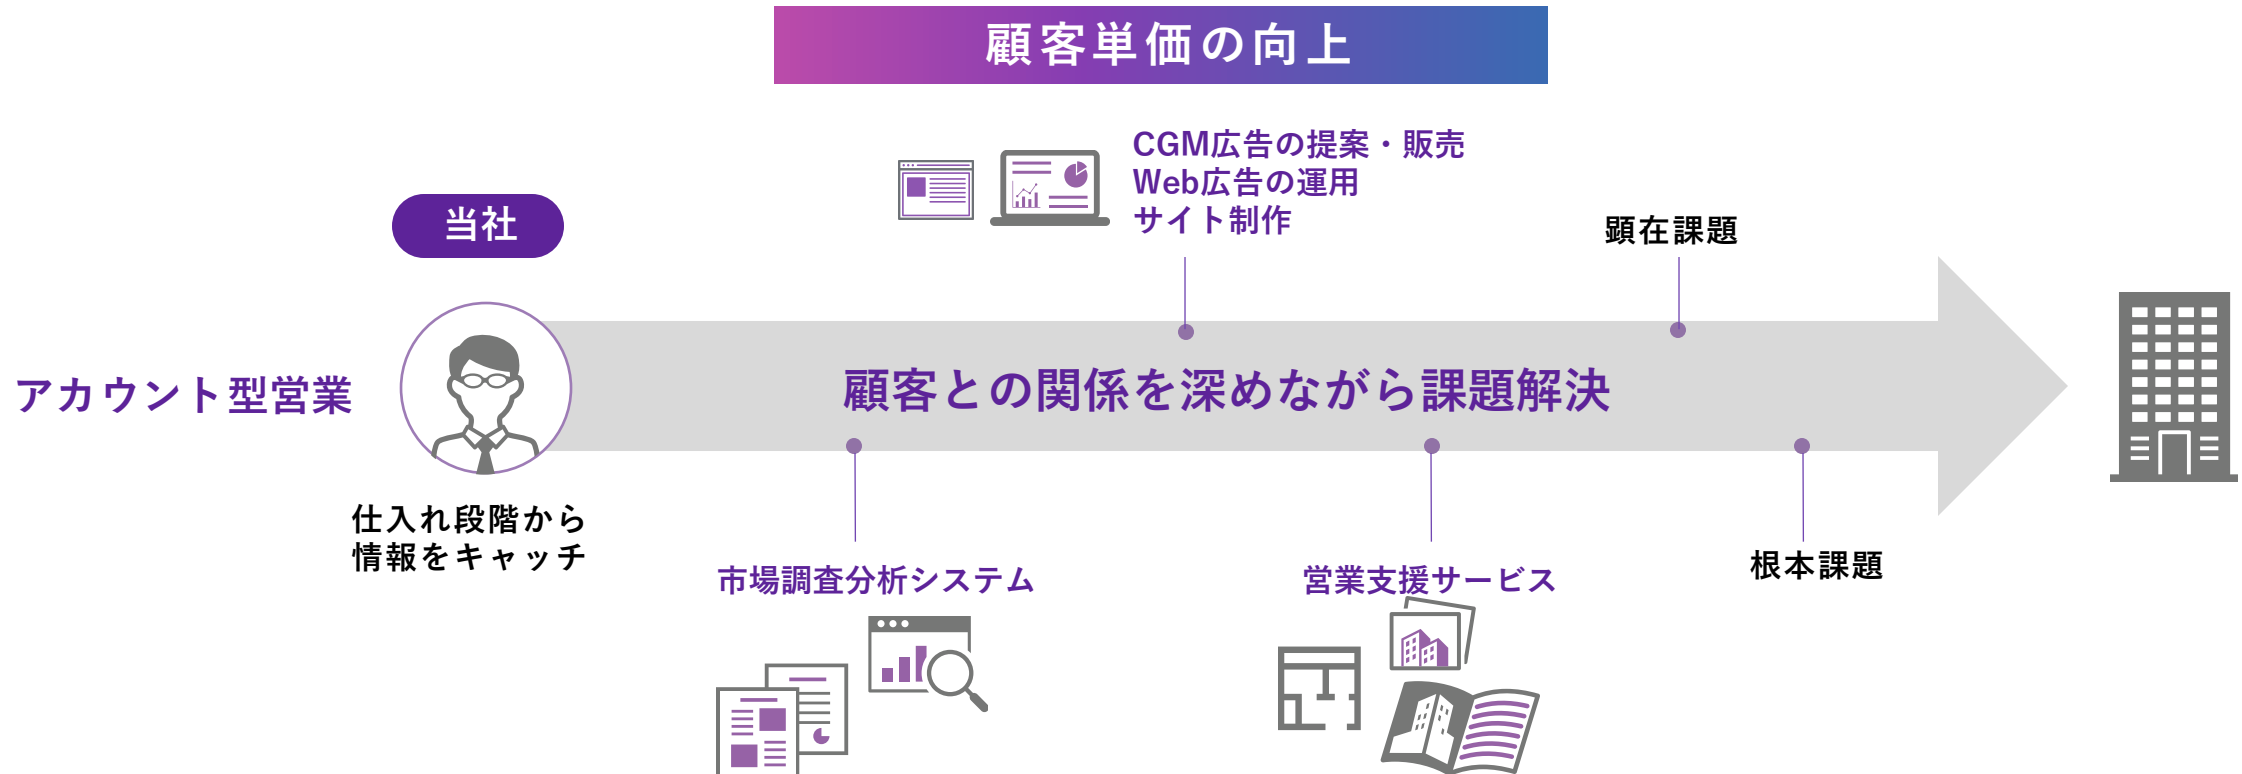 顧客単価の向上
CGM広告の提案・販売
Web広告の運用
サイト制作
当社
顕在課題
アカウント型営業
顧客との関係を深めながら課題解決
仕入れ段階から
情報をキャッチ
市場調査分析システム
営業支援サービス
根本課題